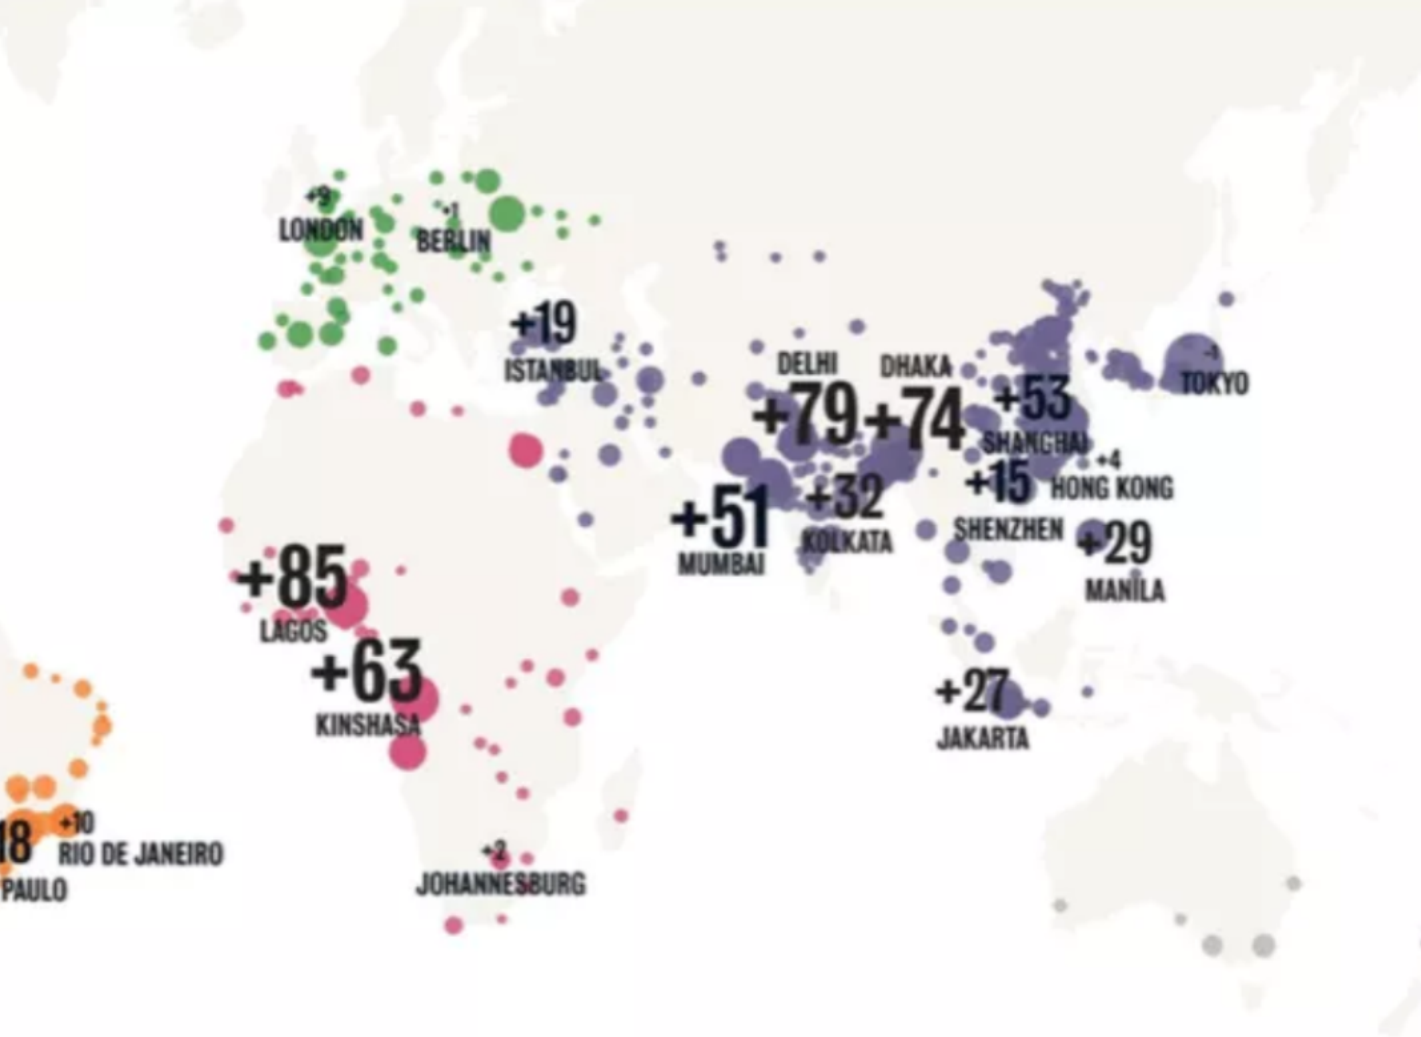 +9
LONDON
+1
BERLIN
+19
ISTANBUL
DELHI
+79
DHAKA
+74
+53
SHANGHAI
-1
TOKYO
+4
HONG KONG
+15
SHENZHEN
+51
MUMBAI
+32
KOLKATA
+29
MANILA
+85
LAGOS
+63
KINSHASA
+27
JAKARTA
18
PAULO
+10
RIO DE JANEIRO
+2
JOHANNESBURG